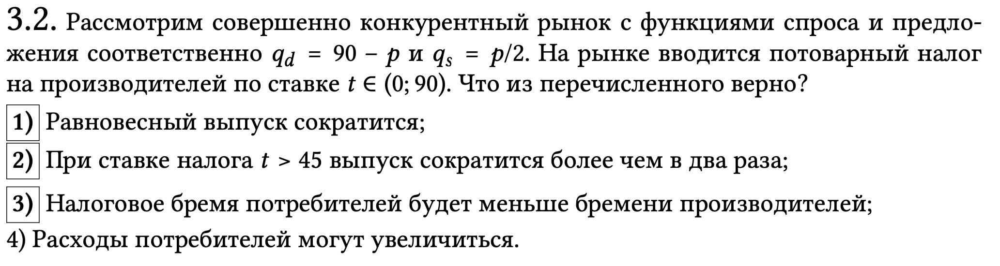 3.2. Рассмотрим совершенно конкурентный рынок с функциями спроса и предло-
жения соответственно q_d = 90 – p и q_s = p/2. На рынке вводится потоварный налог
на производителей по ставке t ∈ (0; 90). Что из перечисленного верно?
1) Равновесный выпуск сократится;
2) При ставке налога t > 45 выпуск сократится более чем в два раза;
3) Налоговое бремя потребителей будет меньше бремени производителей;
4) Расходы потребителей могут увеличиться.